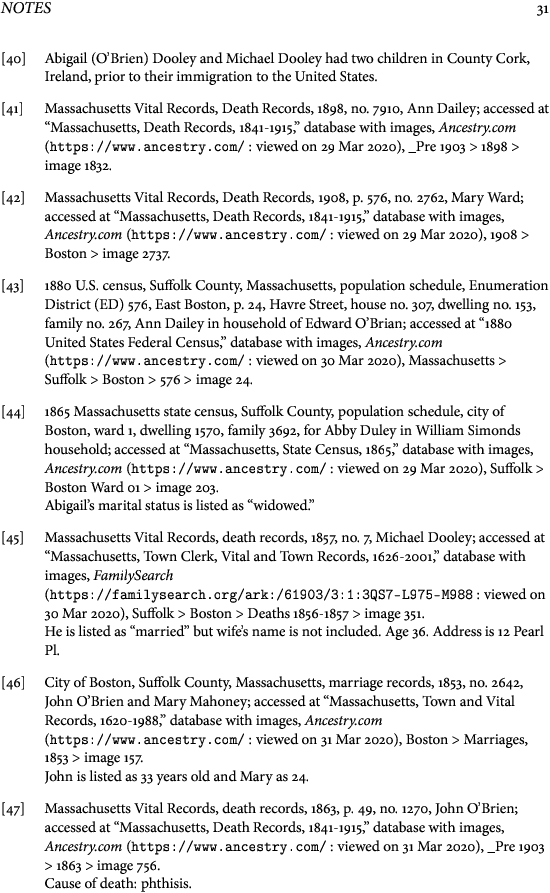 NOTES 31
[40] Abigail (O’Brien) Dooley and Michael Dooley had two children in County Cork,
Ireland, prior to their immigration to the United States.
[41] Massachusetts Vital Records, Death Records, 1898, no. 7910, Ann Dailey; accessed at
“Massachusetts, Death Records, 1841-1915,” database with images, Ancestry.com
(https://www.ancestry.com/ : viewed on 29 Mar 2020), _Pre 1903 > 1898 >
image 1832.
[42] Massachusetts Vital Records, Death Records, 1908, p. 576, no. 2762, Mary Ward;
accessed at “Massachusetts, Death Records, 1841-1915,” database with images,
Ancestry.com (https://www.ancestry.com/ : viewed on 29 Mar 2020), 1908 >
Boston > image 2737.
[43] 1880 U.S. census, Suffolk County, Massachusetts, population schedule, Enumeration
District (ED) 576, East Boston, p. 24, Havre Street, house no. 307, dwelling no. 153,
family no. 267, Ann Dailey in household of Edward O’Brian; accessed at “1880
United States Federal Census,” database with images, Ancestry.com
(https://www.ancestry.com/ : viewed on 30 Mar 2020), Massachusetts >
Suffolk > Boston > 576 > image 24.
[44] 1865 Massachusetts state census, Suffolk County, population schedule, city of
Boston, ward 1, dwelling 1570, family 3692, for Abby Duley in William Simonds
household; accessed at “Massachusetts, State Census, 1865,” database with images,
Ancestry.com (https://www.ancestry.com/ : viewed on 29 Mar 2020), Suffolk >
Boston Ward 01 > image 203.
Abigail’s marital status is listed as “widowed.”
[45] Massachusetts Vital Records, death records, 1857, no. 7, Michael Dooley; accessed at
“Massachusetts, Town Clerk, Vital and Town Records, 1626-2001,” database with
images, FamilySearch
(https://familysearch.org/ark:/61903/3:1:3QS7-L975-M988 : viewed on
30 Mar 2020), Suffolk > Boston > Deaths 1856-1857 > image 351.
He is listed as “married” but wife’s name is not included. Age 36. Address is 12 Pearl
Pl.
[46] City of Boston, Suffolk County, Massachusetts, marriage records, 1853, no. 2642,
John O’Brien and Mary Mahoney; accessed at “Massachusetts, Town and Vital
Records, 1620-1988,” database with images, Ancestry.com
(https://www.ancestry.com/ : viewed on 31 Mar 2020), Boston > Marriages,
1853 > image 157.
John is listed as 33 years old and Mary as 24.
[47] Massachusetts Vital Records, death records, 1863, p. 49, no. 1270, John O’Brien;
accessed at “Massachusetts, Death Records, 1841-1915,” database with images,
Ancestry.com (https://www.ancestry.com/ : viewed on 31 Mar 2020), _Pre 1903
> 1863 > image 756.
Cause of death: phthisis.